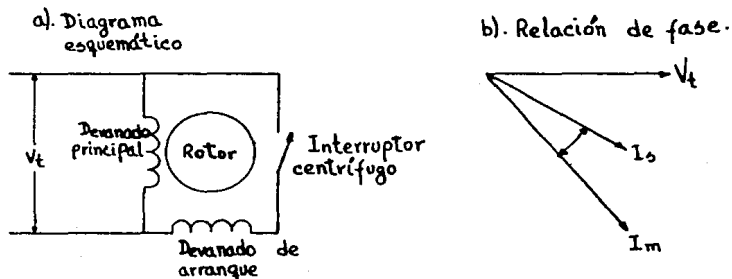 a). Diagrama
esquemático
b). Relación de fase.
Vt
Devanado
principal
Vt
Rotor
Interruptor
centrífugo
Is
Im
Devanado de
arranque